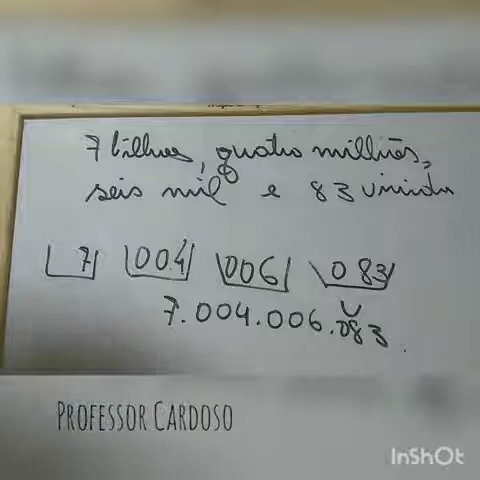 7 bilhões, quatro milhões,
seis mil e 83 unidades
7 004 006 083
7.004.006.083
PROFESSOR CARDOSO
InShOt